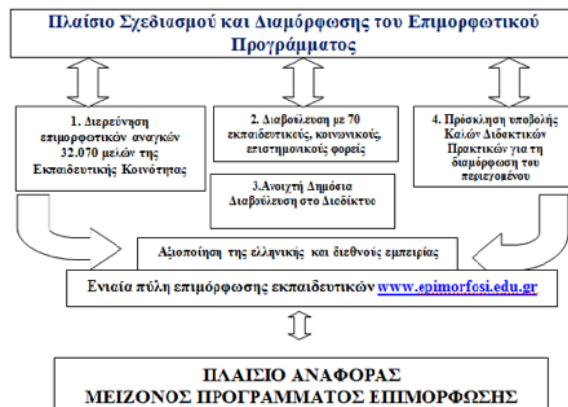 Πλαίσιο Σχεδιασμού και Διαμόρφωσης του Επιμορφωτικού
Προγράμματος
1. Διερεύνηση
επιμορφωτικών αναγκών
32.070 μελών της
Εκπαιδευτικής Κοινότητας
2. Διαβούλευση με 70
εκπαιδευτικούς, κοινωνικούς,
επιστημονικούς φορείς
3.Ανοιχτή Δημόσια
Διαβούλευση στο Διεδίκτυο
4. Πρόσκληση υποβολής
Καλών Διδακτικών
Πρακτικών για τη
διαμόρφωση του
περιεγομένου
Αξιοποίηση της ελληνικής και διεθνούς εμπειρίας
Ενιαία πύλη επιμόρφωσης εκπαιδευτικών www.epimorfosi.edu.gr
ΠΛΑΙΣΙΟ ΑΝΑΦΟΡΑΣ
ΜΕΙΖΟΝΟΣ ΠΡΟΓΡΑΜΜΑΤΟΣ ΕΠΙΜΟΡΦΩΣΗΣ